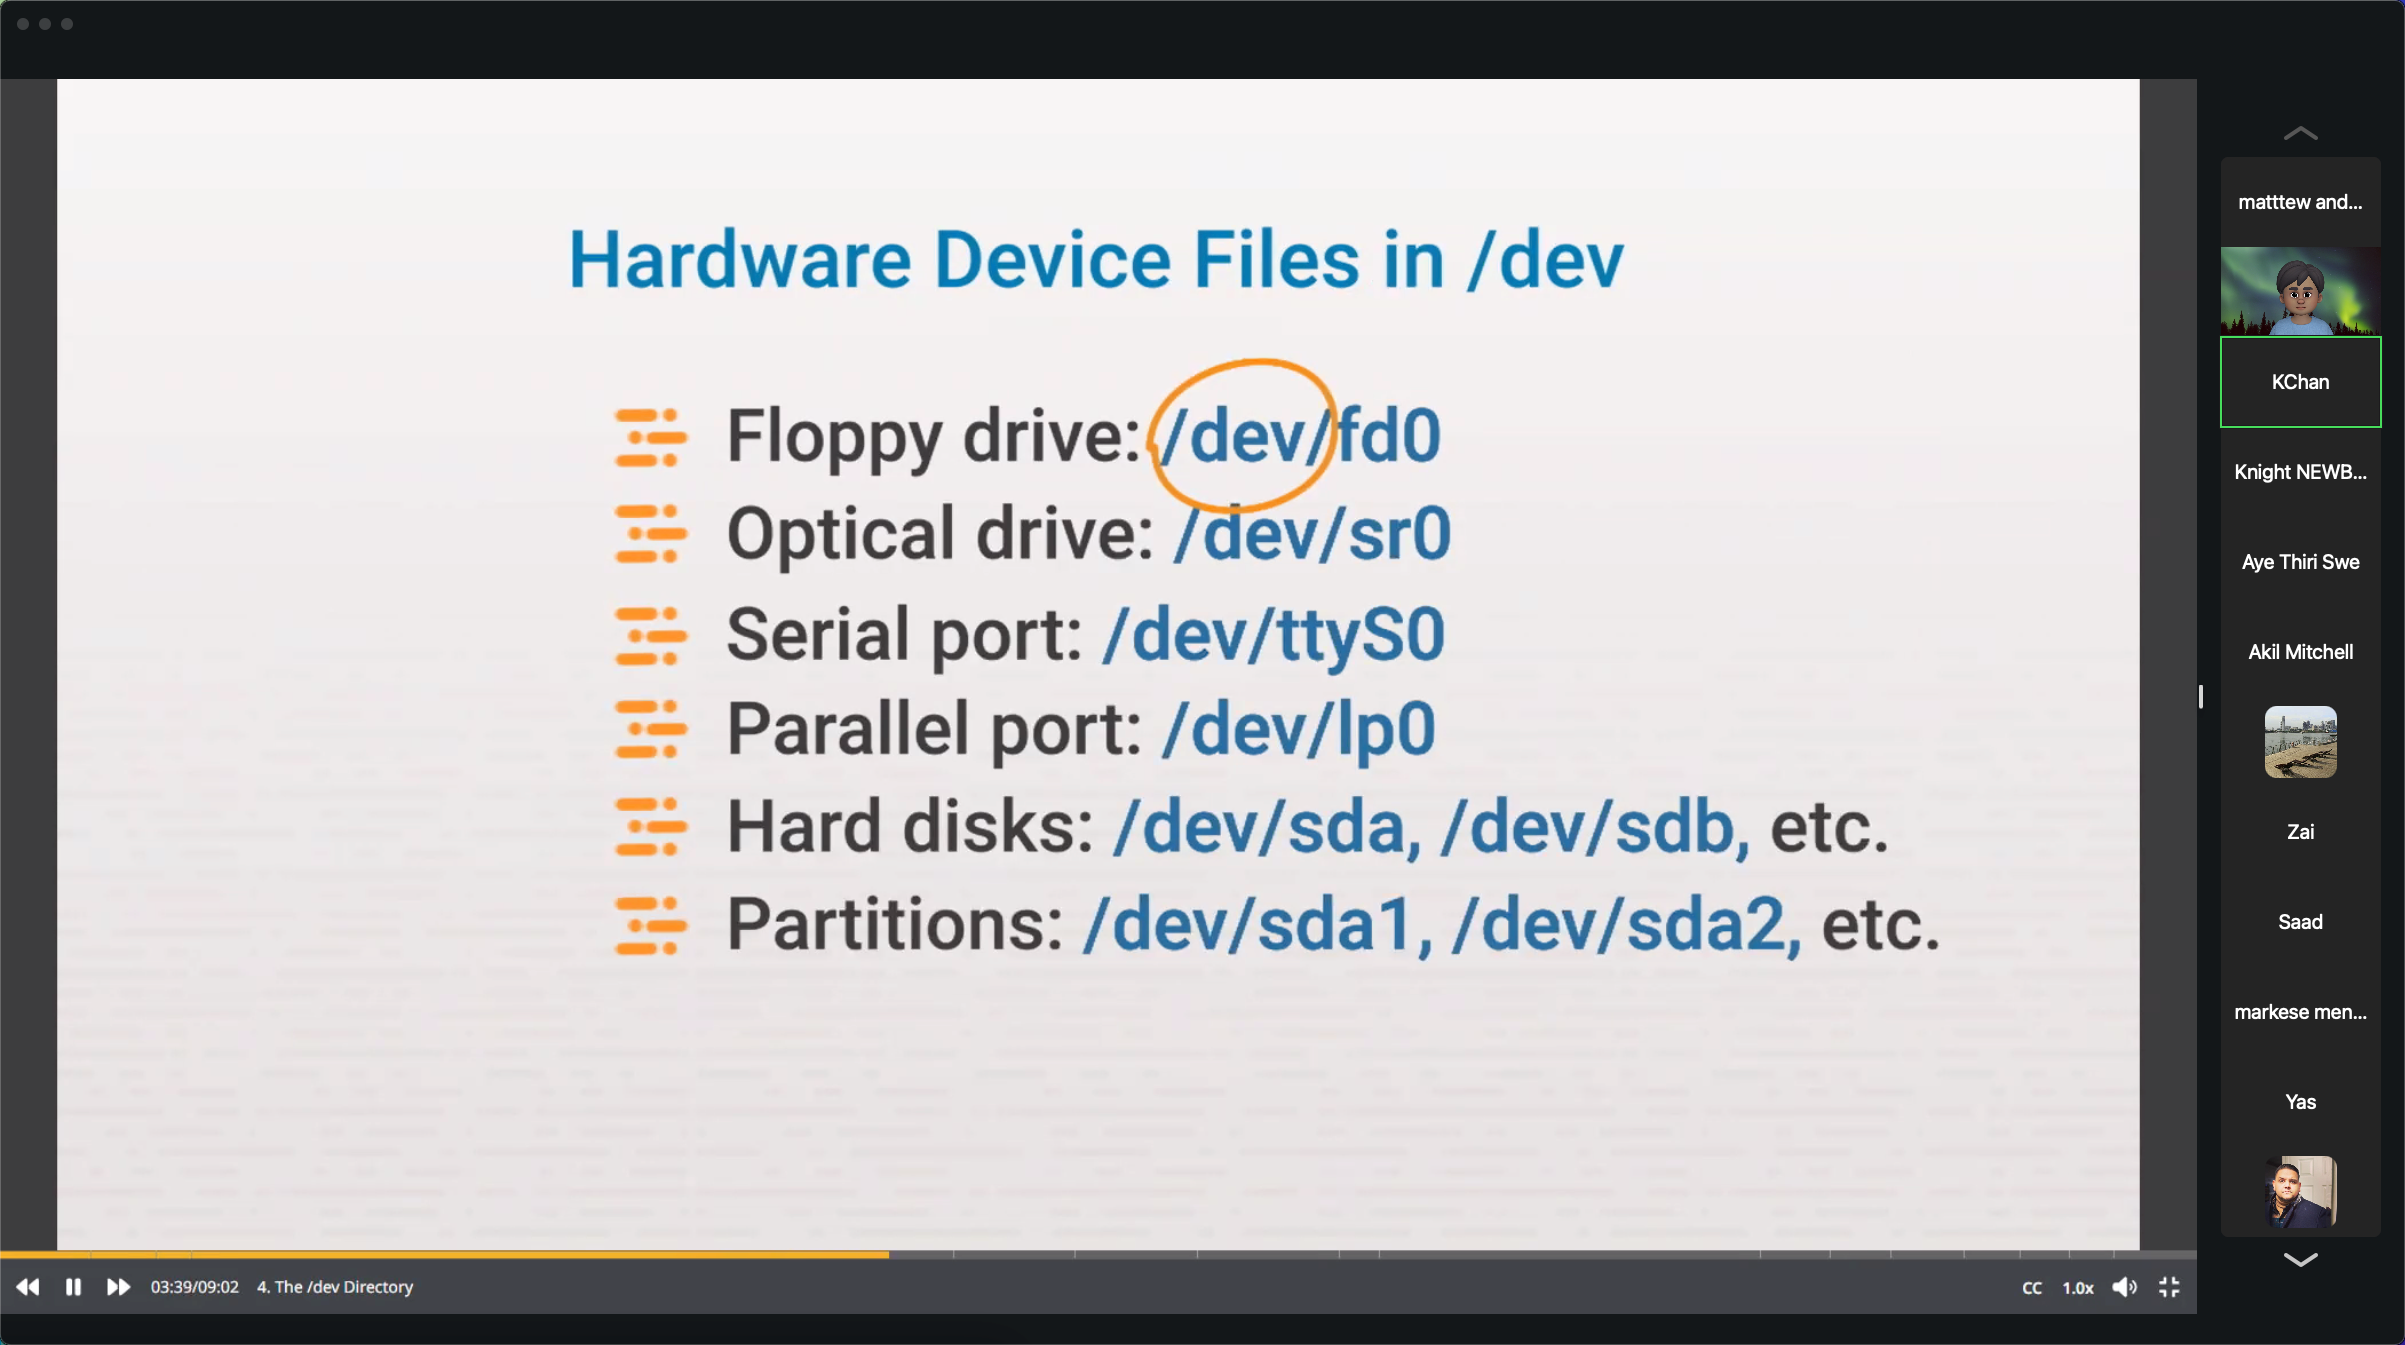 Hardware Device Files in /dev
Floppy drive: /dev/fd0
Optical drive: /dev/sr0
Serial port: /dev/ttyS0
Parallel port: /dev/lp0
Hard disks: /dev/sda, /dev/sdb, etc.
Partitions: /dev/sda1, /dev/sda2, etc.
03:39/09:02 4. The /dev Directory
CC 1.0x
matttew and...
KChan
Knight NEWB...
Aye Thiri Swe
Akil Mitchell
Zai
Saad
markese men...
Yas